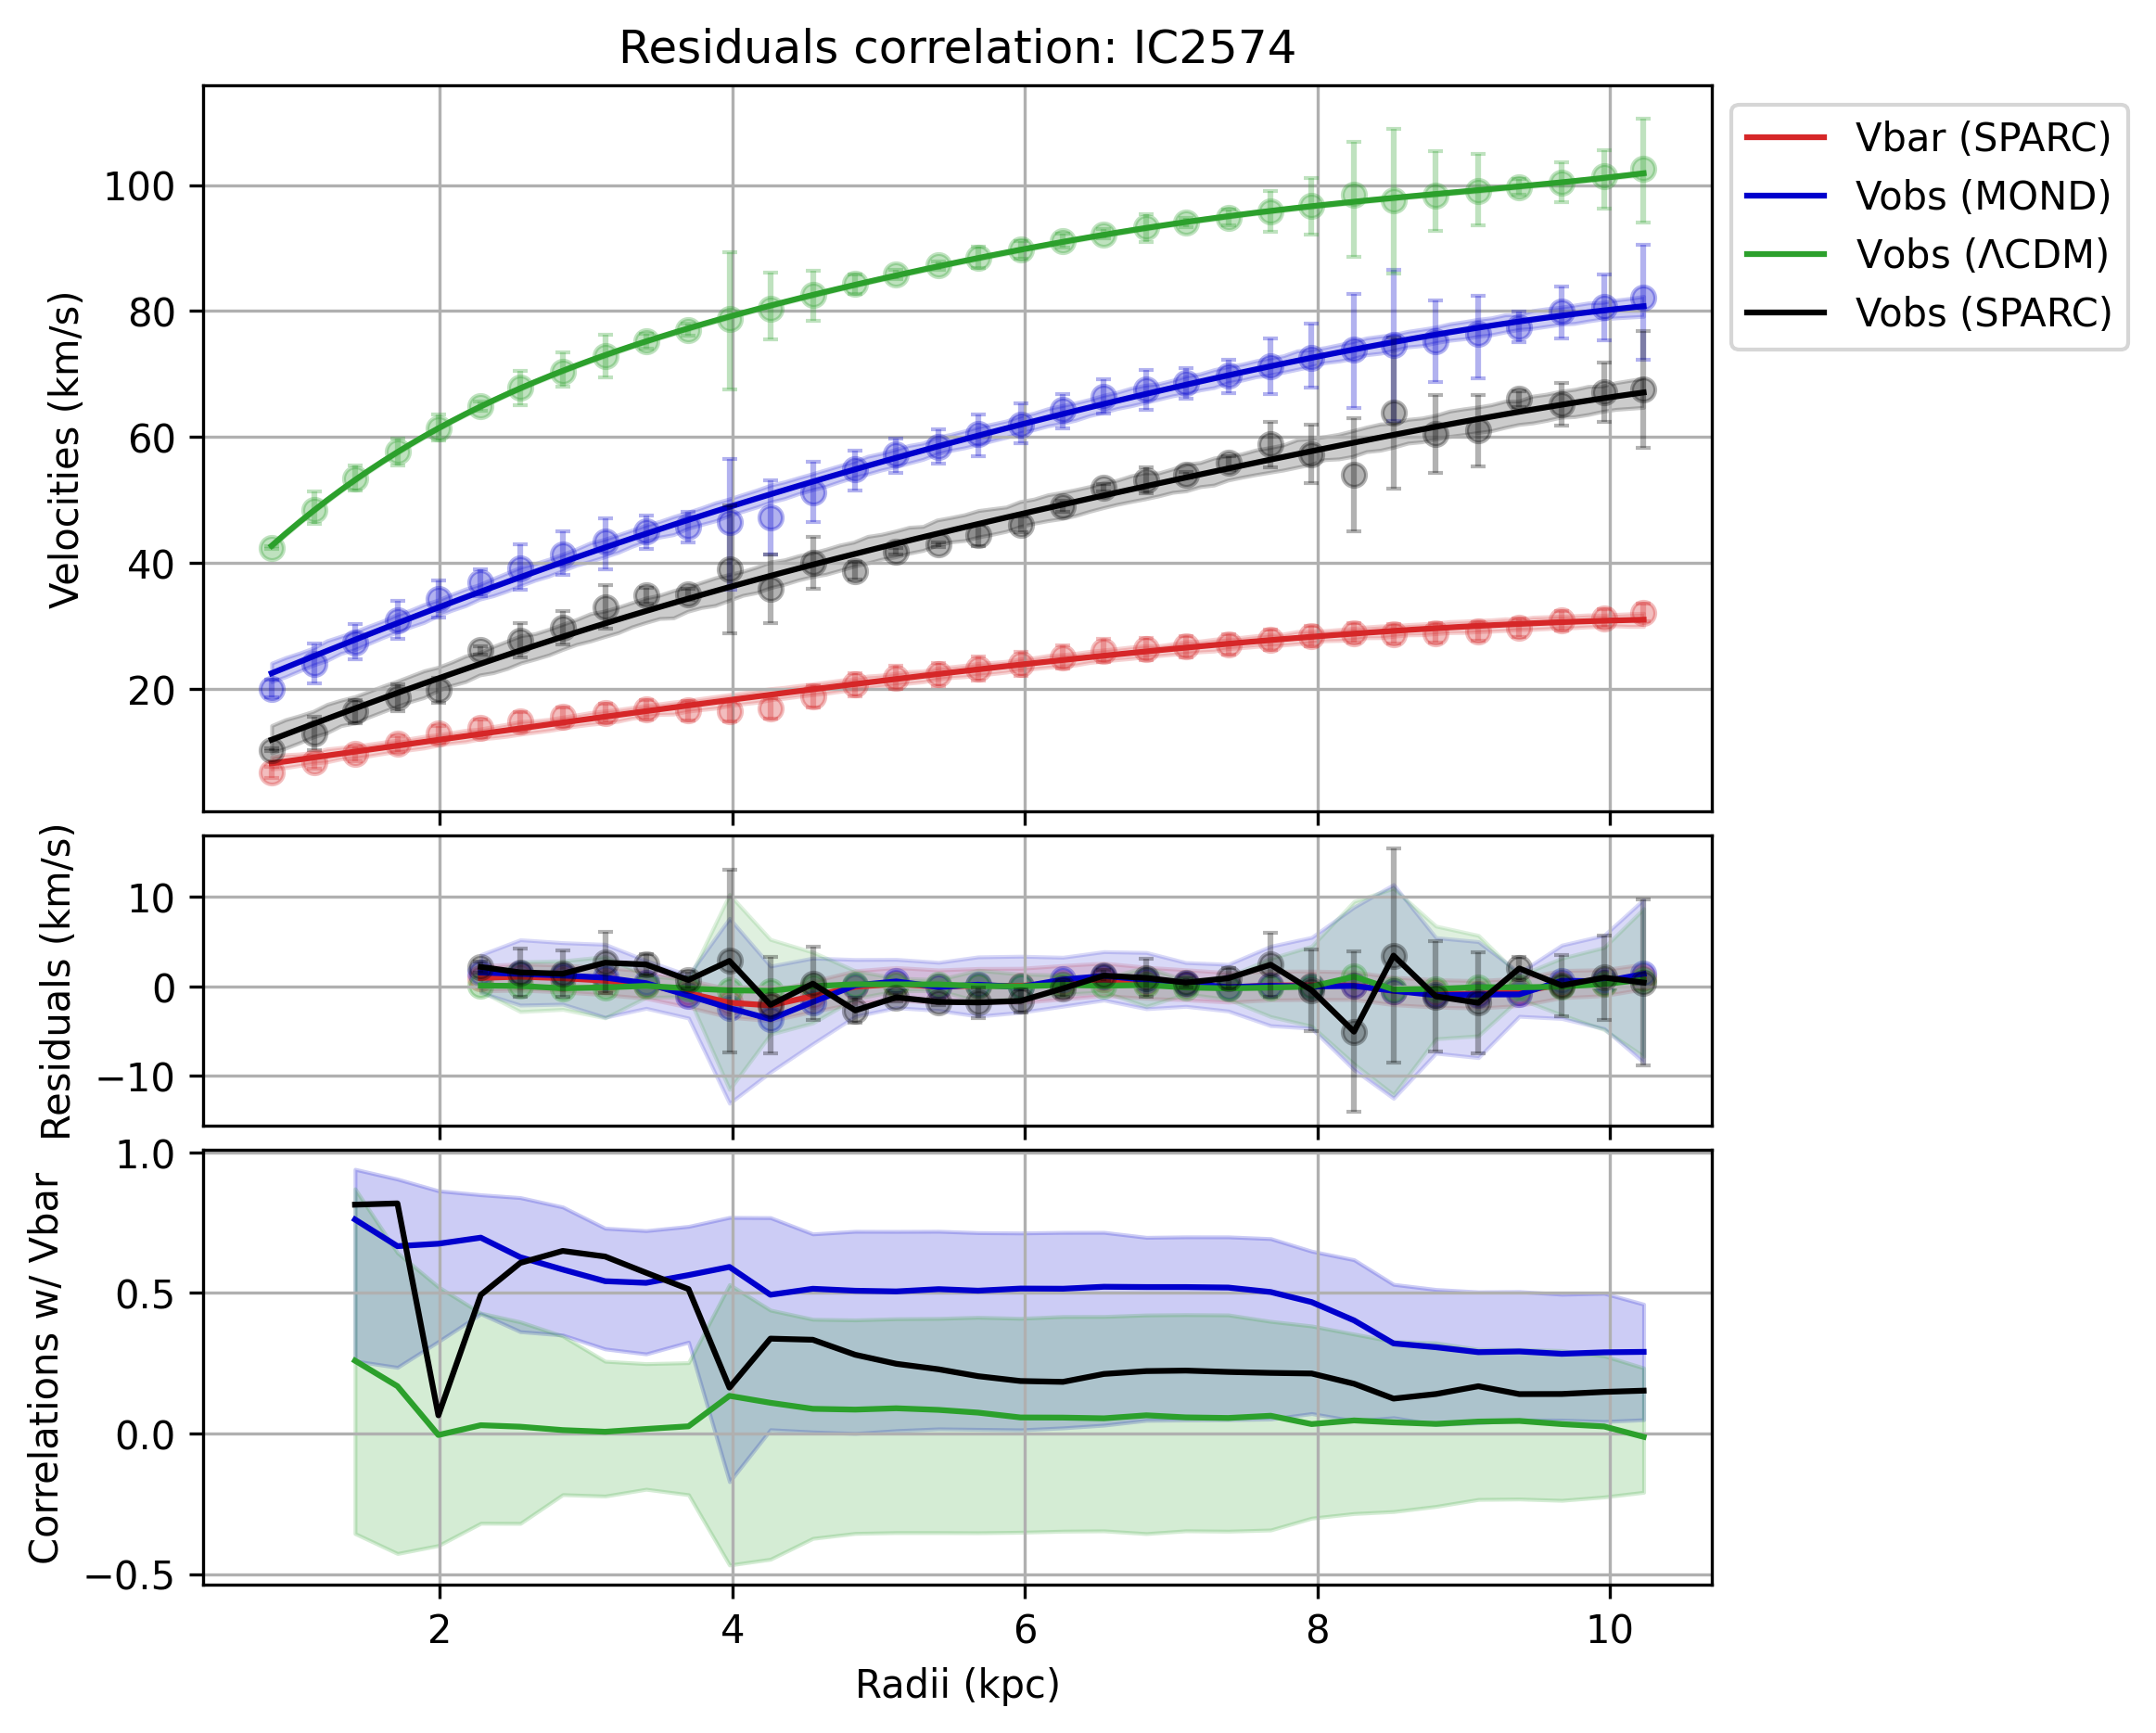 Residuals correlation: IC2574
Velocities (km/s)
100
80
60
40
20
Vbar (SPARC)
Vobs (MOND)
Vobs (ΛCDM)
Vobs (SPARC)
Residuals (km/s)
10
0
−10
Correlations w/ Vbar
1.0
0.5
0.0
−0.5
2 4 6 8 10
Radii (kpc)